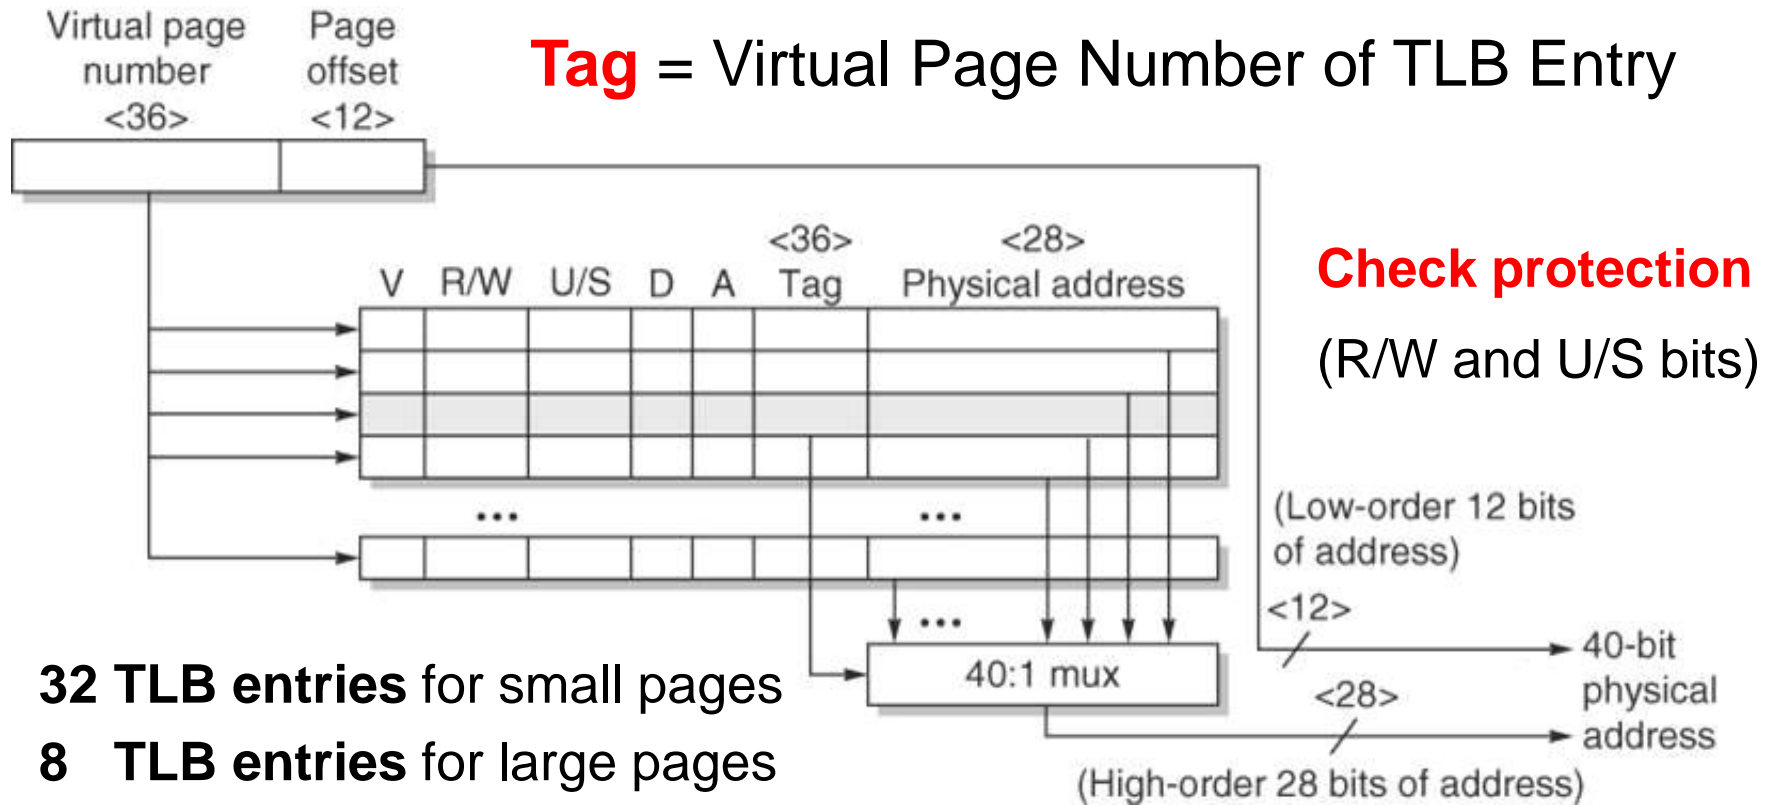 Virtual page
number
<36>
Page
offset
<12>
Tag = Virtual Page Number of TLB Entry
<36>
<28>
V R/W U/S D A Tag Physical address
Check protection
(R/W and U/S bits)
... ...
(Low-order 12 bits
of address)
...
<12>
40:1 mux
40-bit
physical
address
<28>
(High-order 28 bits of address)
32 TLB entries for small pages
8 TLB entries for large pages